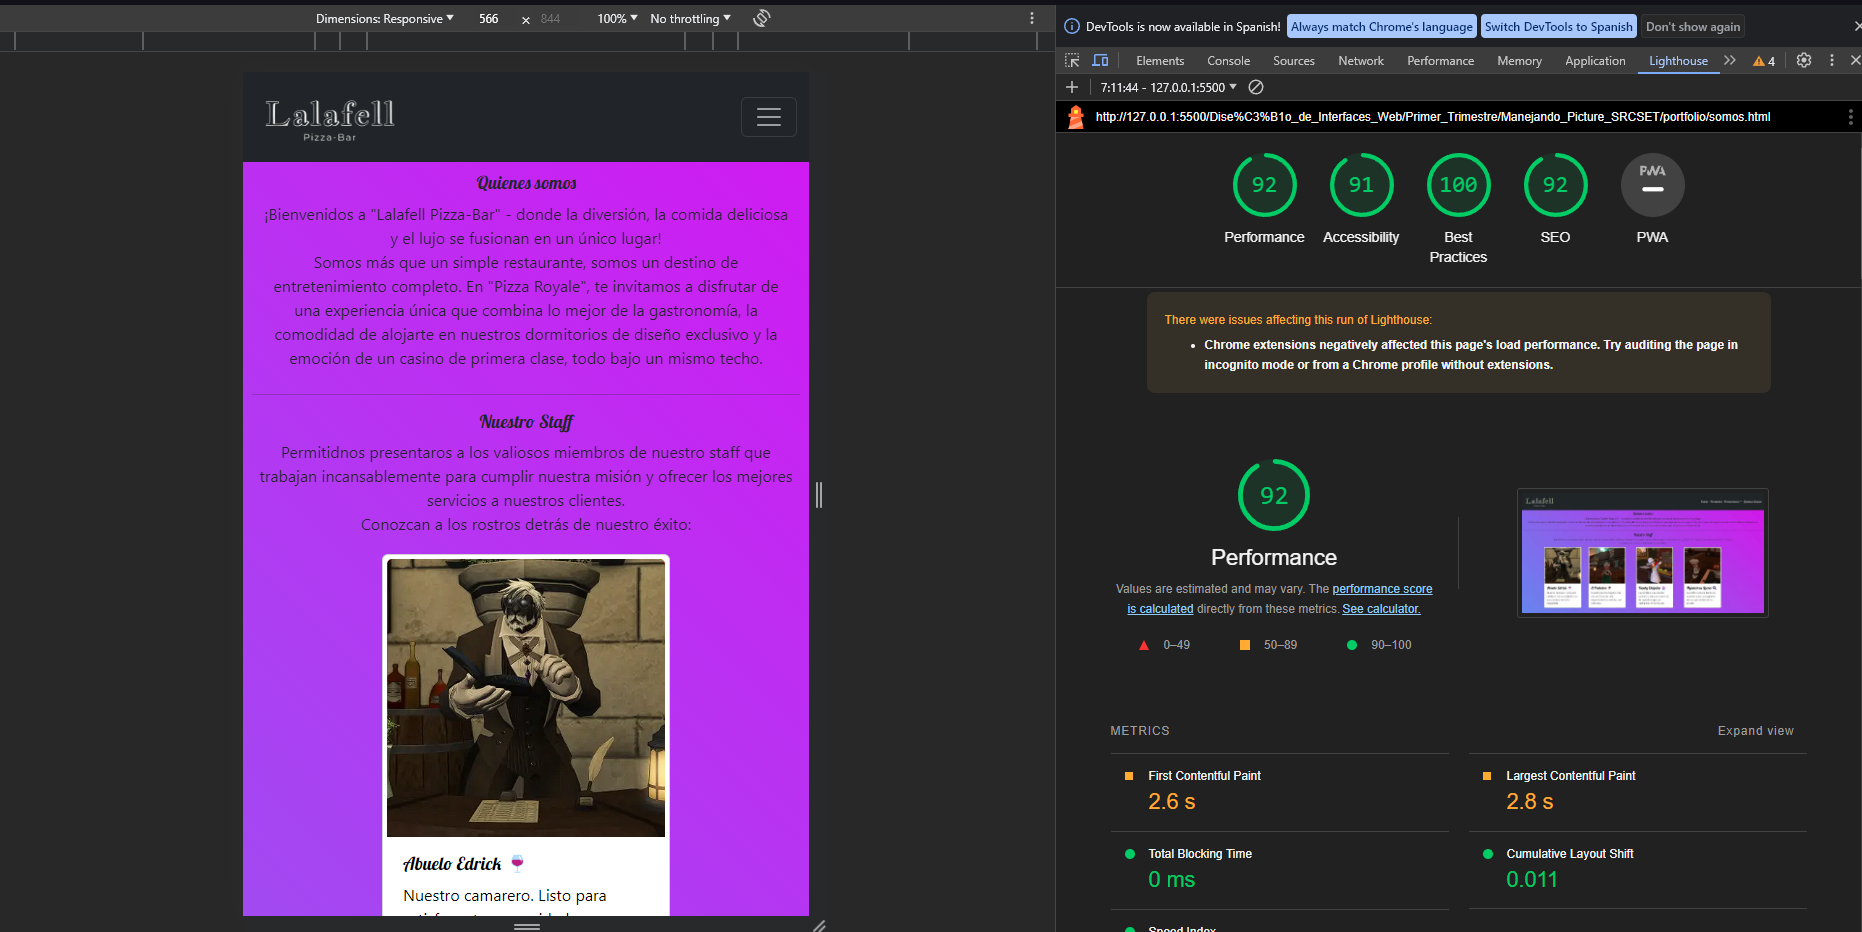 Dimensions: Responsive
566
×
844
100%
No throttling
Lalafell
Pizza-Bar
Quienes somos
¡Bienvenidos a "Lalafell Pizza-Bar" - donde la diversión, la comida deliciosa
y el lujo se fusionan en un único lugar!
Somos más que un simple restaurante, somos un destino de
entretenimiento completo. En "Pizza Royale", te invitamos a disfrutar de
una experiencia única que combina lo mejor de la gastronomía, la
comodidad de alojarte en nuestros dormitorios de diseño exclusivo y la
emoción de un casino de primera clase, todo bajo un mismo techo.
Nuestro Staff
Permitidnos presentaros a los valiosos miembros de nuestro staff que
trabajan incansablemente para cumplir nuestra misión y ofrecer los mejores
servicios a nuestros clientes.
Conozcan a los rostros detrás de nuestro éxito:
Abuelo Edrick 🍷
Nuestro camarero. Listo para
DevTools is now available in Spanish!
Always match Chrome's language
Switch DevTools to Spanish
Don't show again
Elements
Console
Sources
Network
Performance
Memory
Application
Lighthouse
4
7:11:44 - 127.0.0.1:5500
http://127.0.0.1:5500/Dise%C3%B1o_de_Interfaces_Web/Primer_Trimestre/Manejando_Picture_SRCSET/portfolio/somos.html
92
91
100
92
PWA
Performance
Accessibility
Best
Practices
SEO
PWA
There were issues affecting this run of Lighthouse:
• Chrome extensions negatively affected this page's load performance. Try auditing the page in
incognito mode or from a Chrome profile without extensions.
92
Performance
Values are estimated and may vary. The performance score
is calculated directly from these metrics. See calculator.
0–49
50–89
90–100
Lalafell
METRICS
Expand view
First Contentful Paint
2.6 s
Largest Contentful Paint
2.8 s
Total Blocking Time
0 ms
Cumulative Layout Shift
0.011
Speed Index